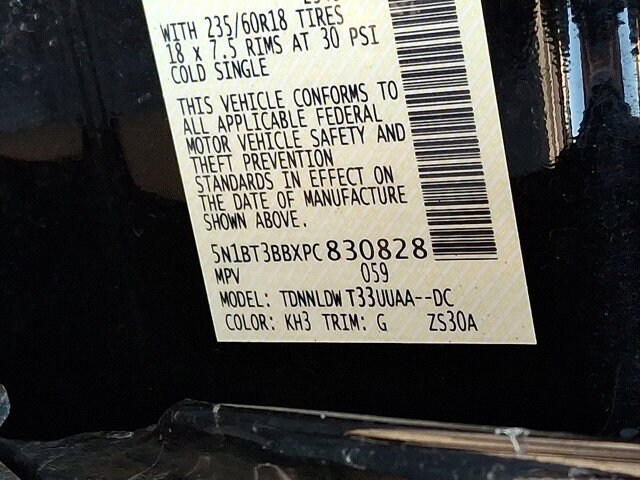 WITH 235/60R18 TIRES
18 x 7.5 RIMS AT 30 PSI
COLD SINGLE
THIS VEHICLE CONFORMS TO
ALL APPLICABLE FEDERAL
MOTOR VEHICLE SAFETY AND
THEFT PREVENTION
STANDARDS IN EFFECT ON
THE DATE OF MANUFACTURE
SHOWN ABOVE.
5N1BT3BBXPC830828
MPV 059
MODEL: TDNNLDW T33UUAA--DC
COLOR: KH3 TRIM: G ZS30A